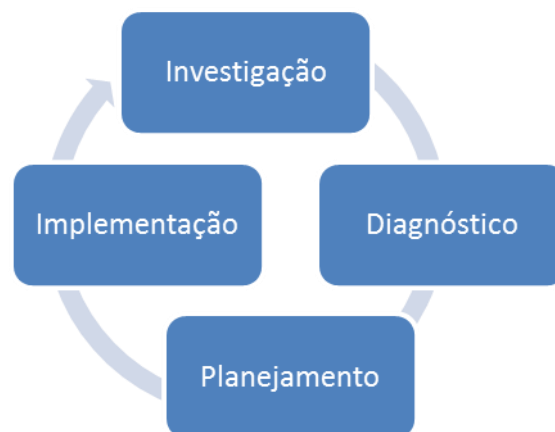 Investigação
Diagnóstico
Planejamento
Implementação